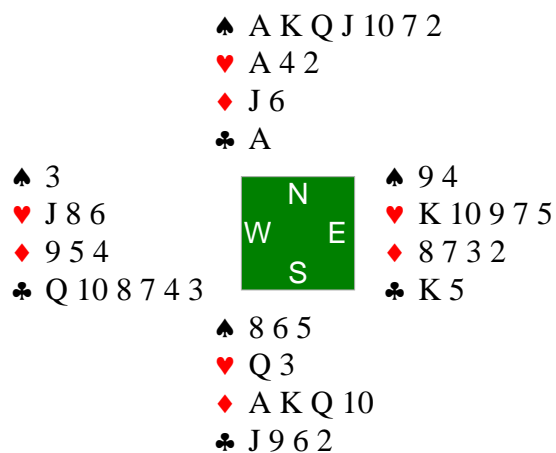 ♠ A K Q J 10 7 2
♥ A 4 2
♦ J 6
♣ A
♠ 3
♥ J 8 6
♦ 9 5 4
♣ Q 10 8 7 4 3
N
W E
S
♠ 9 4
♥ K 10 9 7 5
♦ 8 7 3 2
♣ K 5
♠ 8 6 5
♥ Q 3
♦ A K Q 10
♣ J 9 6 2